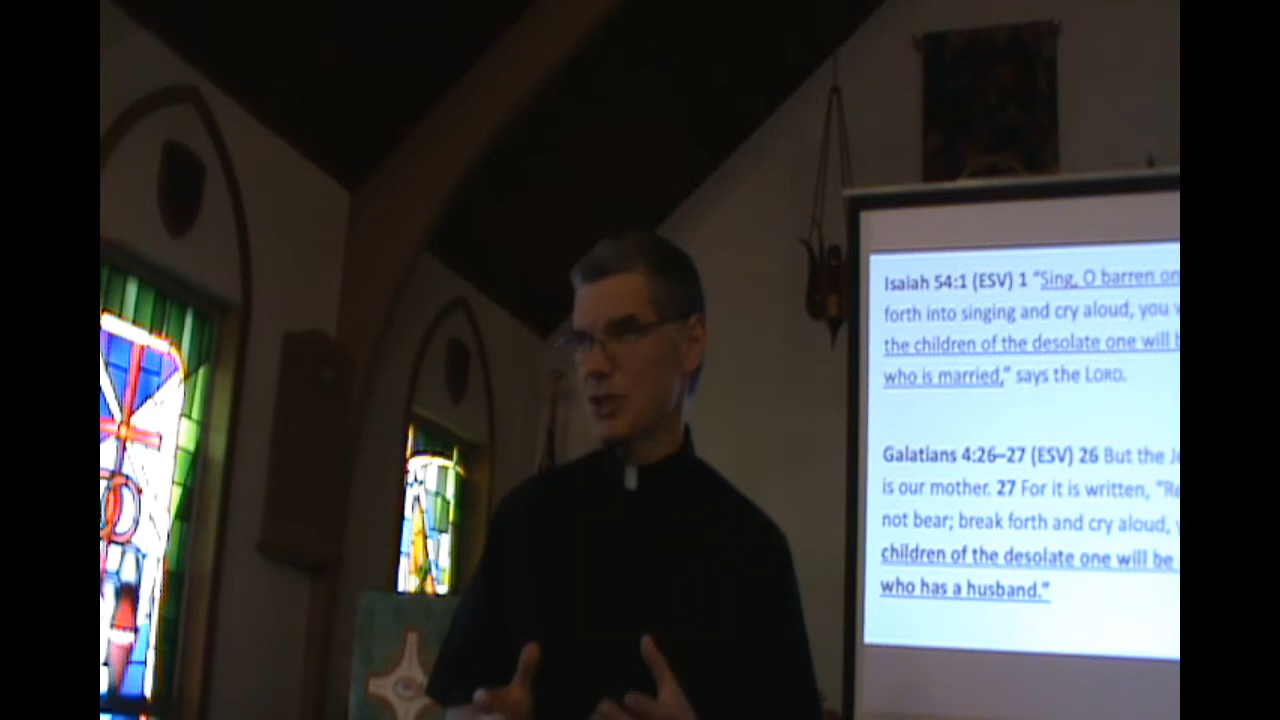 Isaiah 54:1 (ESV) 1 "Sing, O barren on
forth into singing and cry aloud, you
the children of the desolate one will b
who is married," says the LORD.
Galatians 4:26–27 (ESV) 26 But the J
is our mother. 27 For it is written, "Re
not bear; break forth and cry aloud,
children of the desolate one will be
who has a husband."